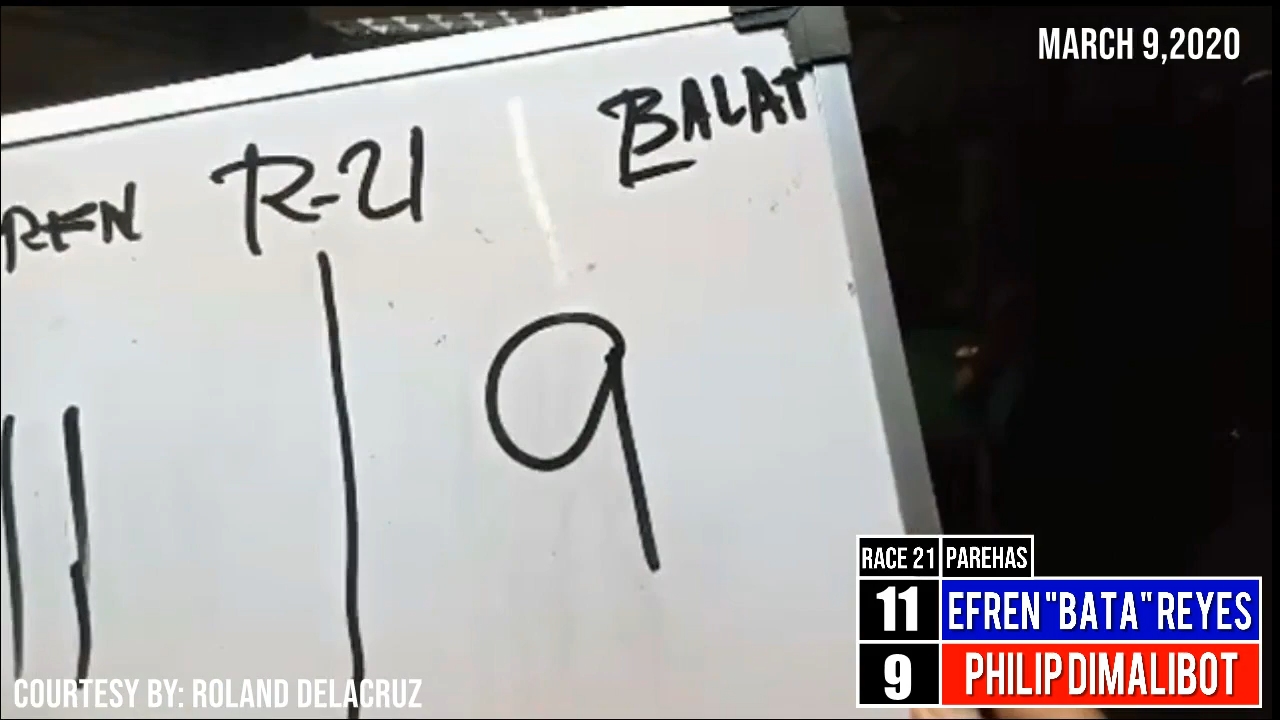 MARCH 9,2020
BALAT
R-21
REN
11
9
RACE 21 PAREHAS
11 EFREN "BATA" REYES
9 PHILIP DIMALIBOT
COURTESY BY: ROLAND DELACRUZ